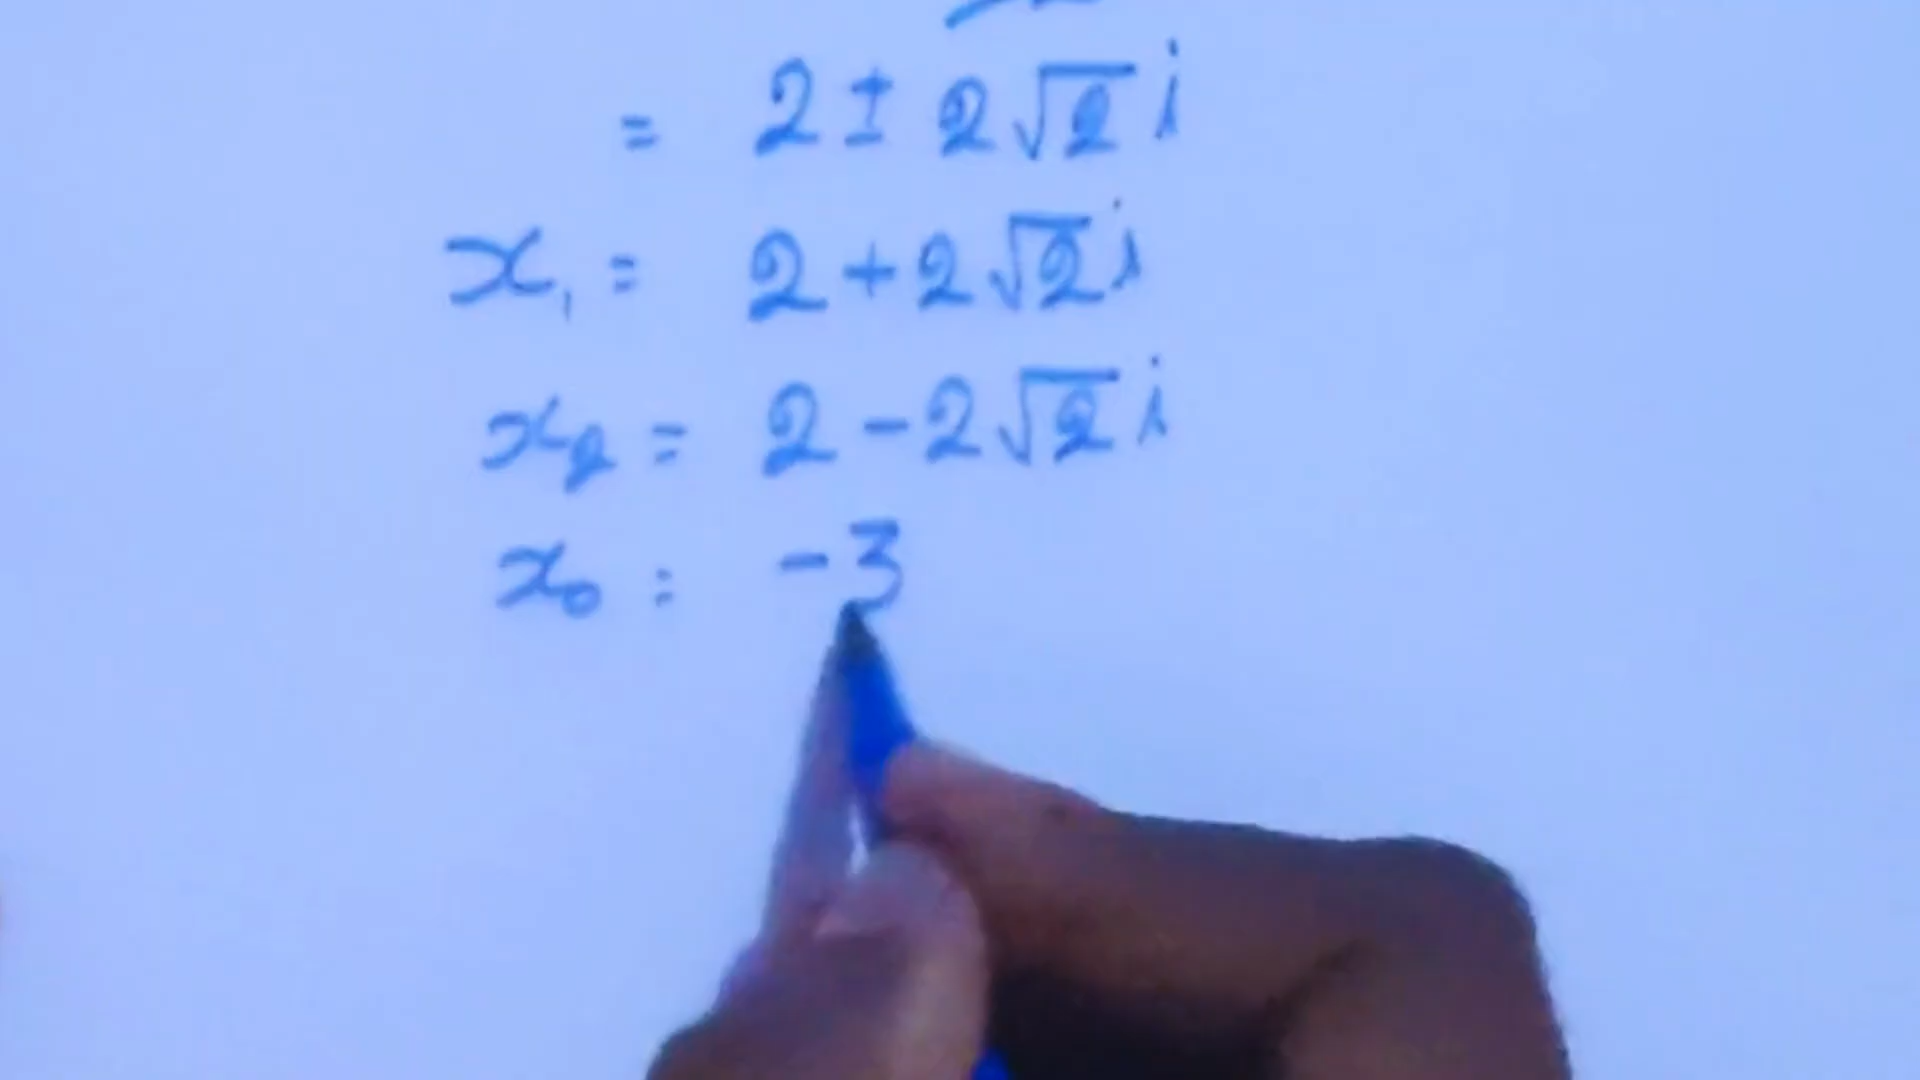 = 2 ± 2√2 i
x₁ = 2 + 2√2 i
x₂ = 2 - 2√2 i
x₀ = -3